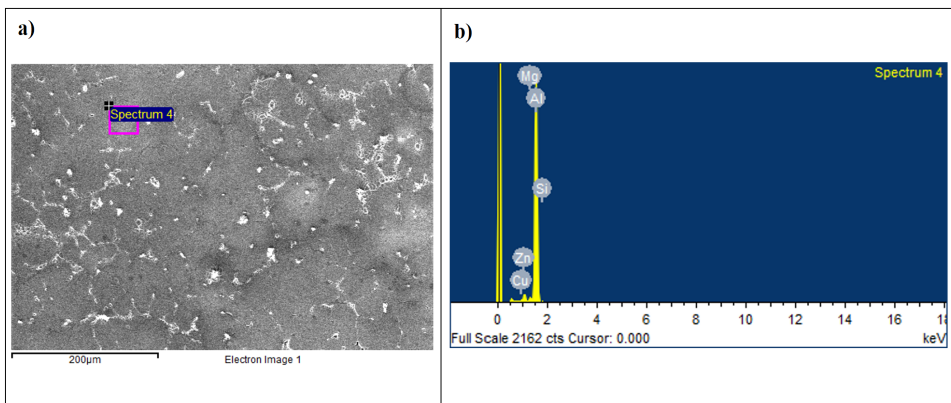 a)
Spectrum 4
200µm
Electron Image 1
b)
Spectrum 4
Mg
Al
Si
Zn
Cu
0 2 4 6 8 10 12 14 16
Full Scale 2162 cts Cursor: 0.000 keV